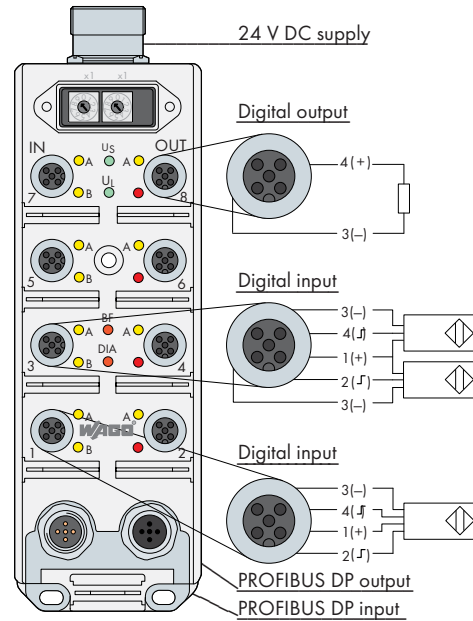 24 V DC supply
x1 x1
Digital output
IN US OUT
A A
4(+)
UL
B
7 8
3(–)
A A
B
5 6
Digital input
3(–)
BF
A A
4(
1(+)
DIA
B
3 4
2(
3(–)
A A
WAGO
B
1 2
Digital input
3(–)
4(
1(+)
2(
PROFIBUS DP output
PROFIBUS DP input